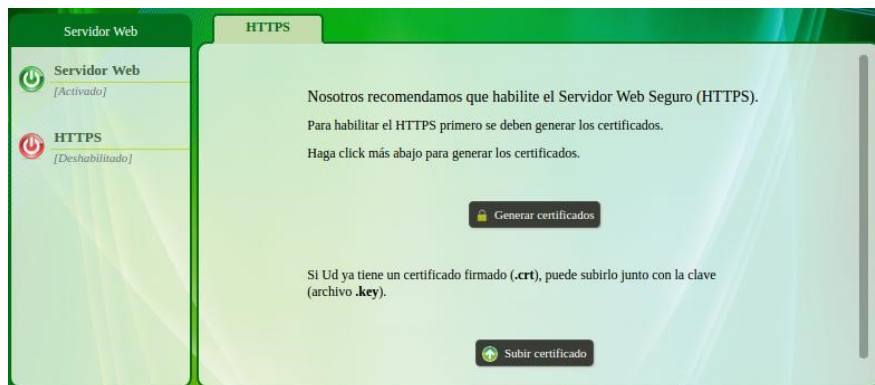 Servidor Web
HTTPS
Servidor Web
[Activado]
HTTPS
[Deshabilitado]
Nosotros recomendamos que habilite el Servidor Web Seguro (HTTPS).
Para habilitar el HTTPS primero se deben generar los certificados.
Haga click más abajo para generar los certificados.
Generar certificados
Si Ud ya tiene un certificado firmado (.crt), puede subirlo junto con la clave
(archivo .key).
Subir certificado